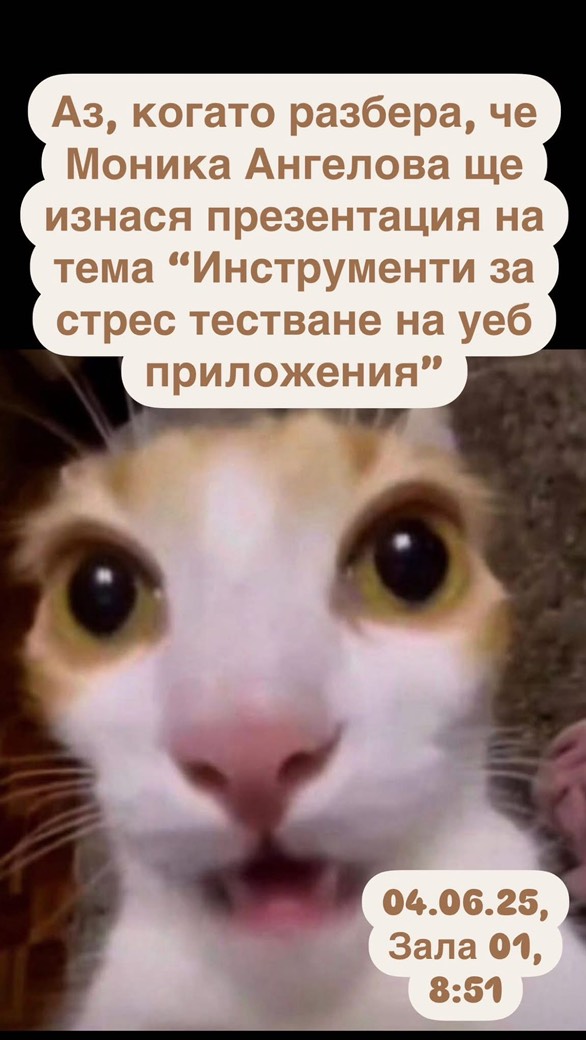 Аз, когато разбера, че
Моника Ангелова ще
изнася презентация на
тема “Инструменти за
стрес тестване на уеб
приложения”
04.06.25,
Зала 01,
8:51